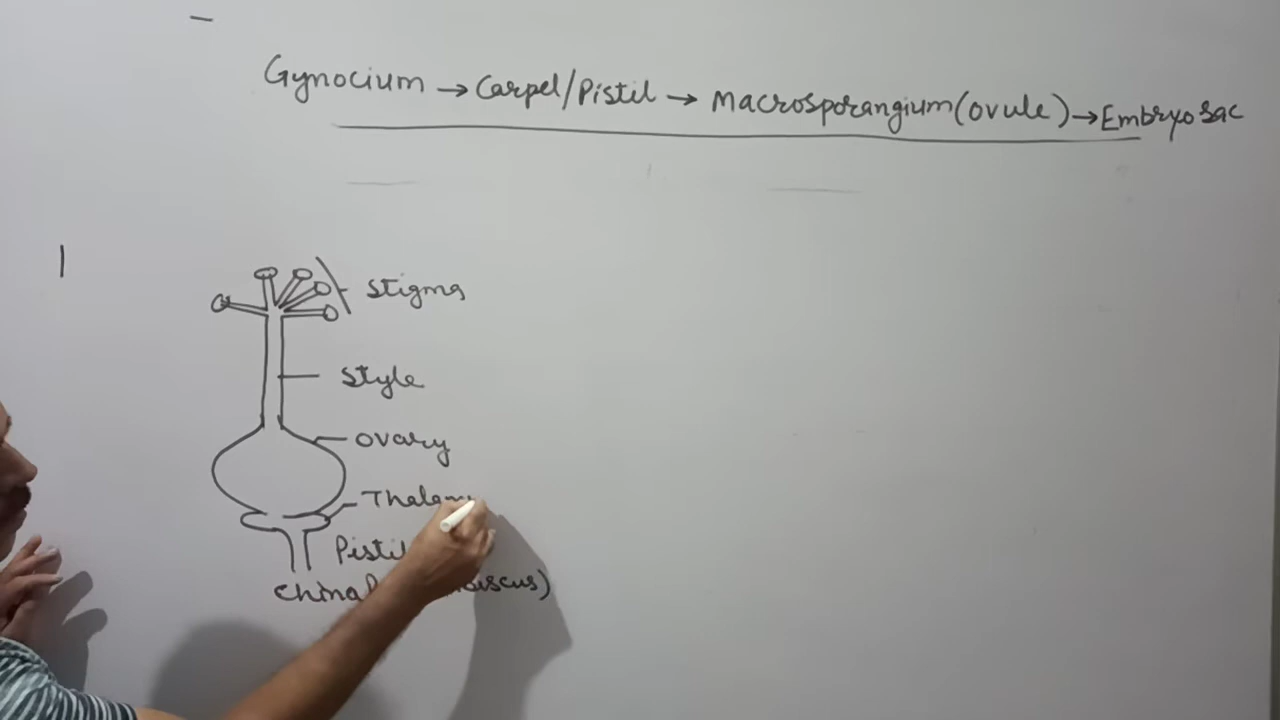 Gynocium → Carpel/Pistil → Macrosporangium (ovule) → Embryo sac
Stigma
Style
ovary
Pistil